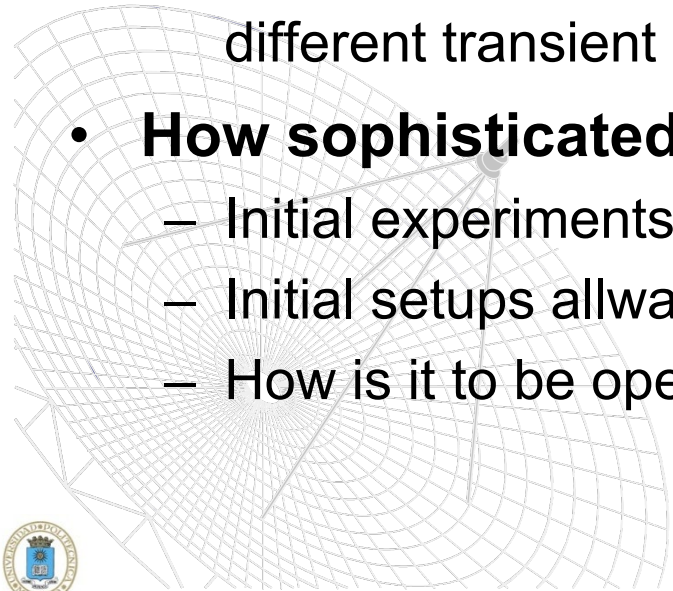 different transient
• How sophisticated
– Initial experiments
– Initial setups allwa
– How is it to be ope